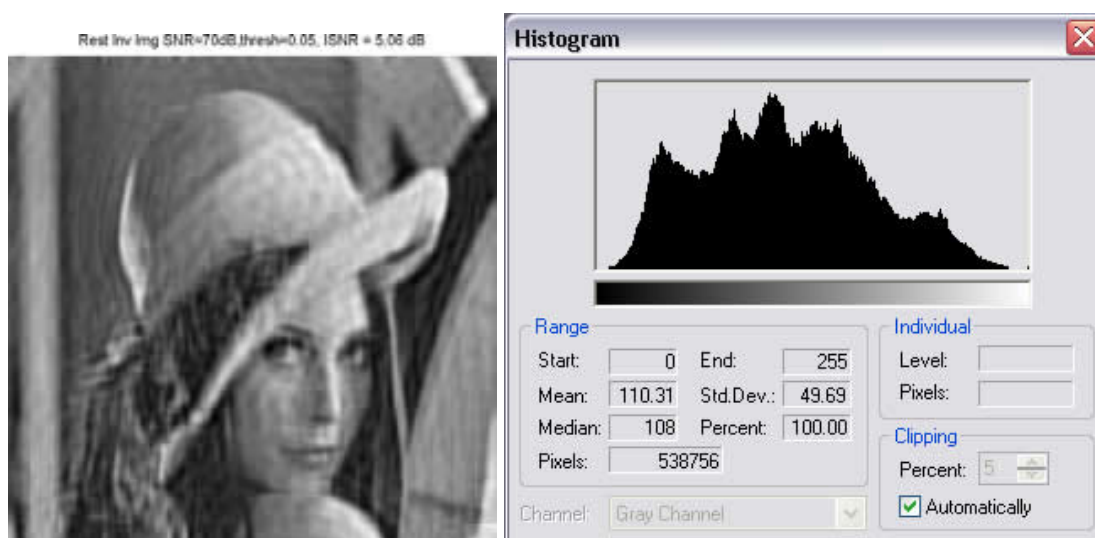 Rest Inv Img SNR=70dB,thresh=0.05, ISNR = 5.06 dB
Histogram
Range
Start: 0 End: 255
Mean: 110.31 Std.Dev.: 49.69
Median: 108 Percent: 100.00
Pixels: 538756
Individual
Level:
Pixels:
Clipping
Percent: 5
Automatically
Channel: Gray Channel